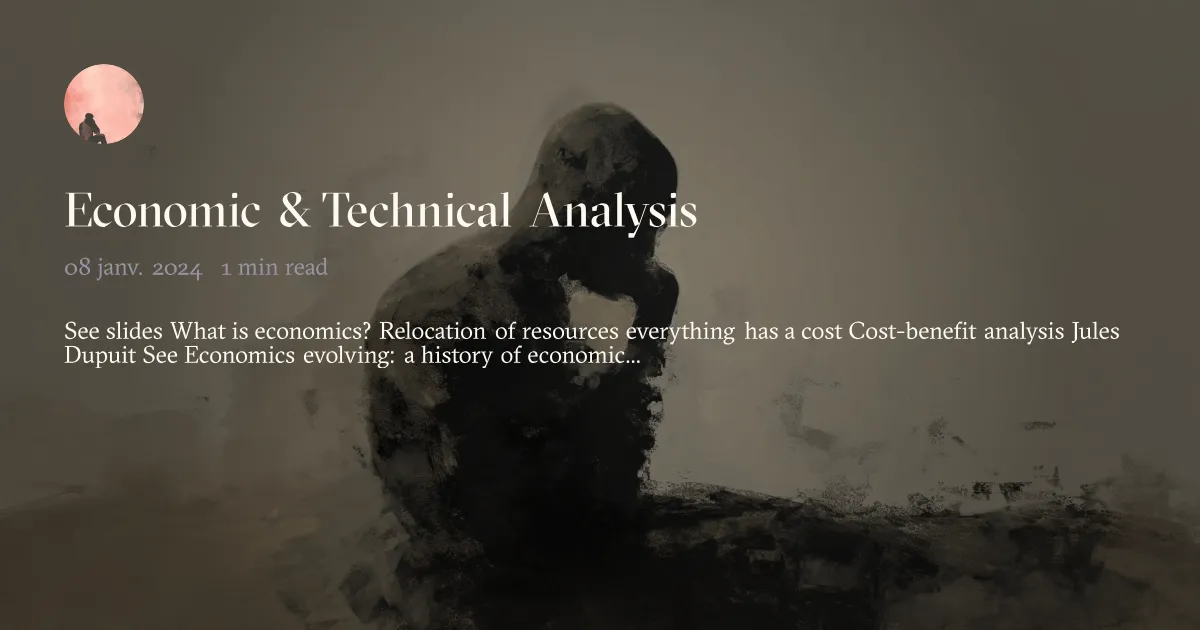 Economic & Technical Analysis
08 janv. 2024 1 min read
See slides What is economics? Relocation of resources everything has a cost Cost-benefit analysis Jules
Dupuit See Economics evolving: a history of economic...